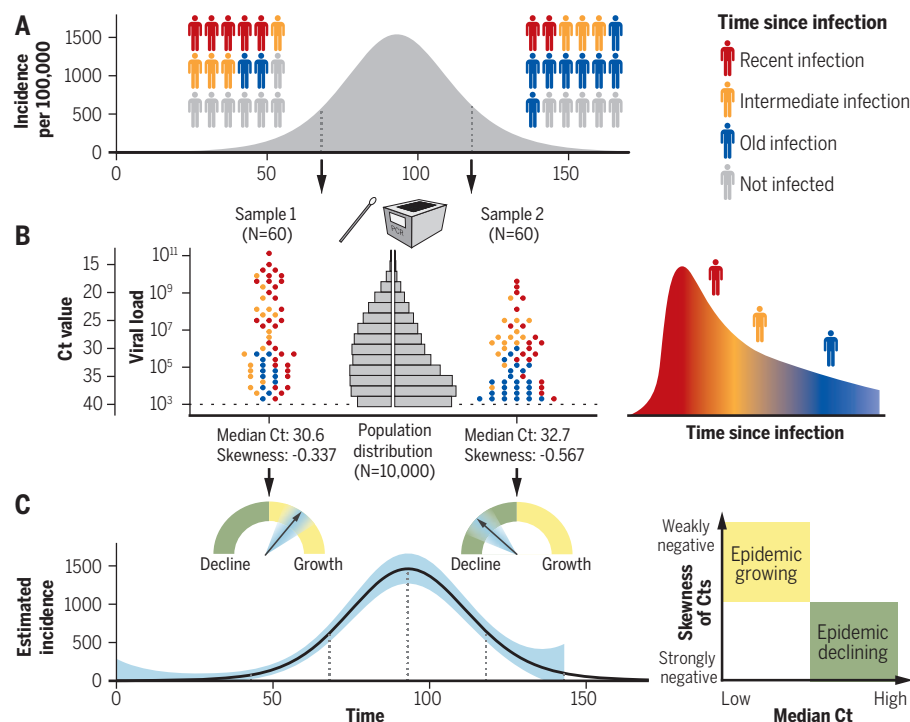 A
Incidence
per 100,000
1500
1000
500
0
0
50
100
150
Time since infection
Recent infection
Intermediate infection
Old infection
Not infected
Sample 1
(N=60)
PCR
Sample 2
(N=60)
B
Ct value
15
20
25
30
35
40
Viral load
10¹¹
10⁹
10⁷
10⁵
10³
Median Ct: 30.6
Skewness: -0.337
Population
distribution
(N=10,000)
Median Ct: 32.7
Skewness: -0.567
Time since infection
C
Decline
Growth
Decline
Growth
Estimated
incidence
1500
1000
500
0
0
50
100
150
Time
Weakly
negative
Skewness
of Cts
Strongly
negative
Epidemic
growing
Epidemic
declining
Low
High
Median Ct